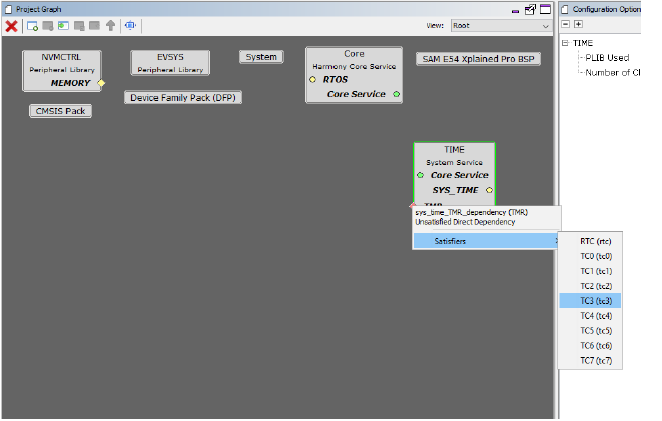 Project Graph
View: Root
NVMCTRL
Peripheral Library
MEMORY
EVSYS
Peripheral Library
System
Core
Harmony Core Service
RTOS
Core Service
SAM E54 Xplained Pro BSP
CMSIS Pack
Device Family Pack (DFP)
TIME
System Service
Core Service
SYS_TIME
TMR
sys_time_TMR_dependency (TMR)
Unsatisfied Direct Dependency
Satisfiers
RTC (rtc)
TC0 (tc0)
TC1 (tc1)
TC2 (tc2)
TC3 (tc3)
TC4 (tc4)
TC5 (tc5)
TC6 (tc6)
TC7 (tc7)
Configuration Option
TIME
PLIB Used
Number of Cl